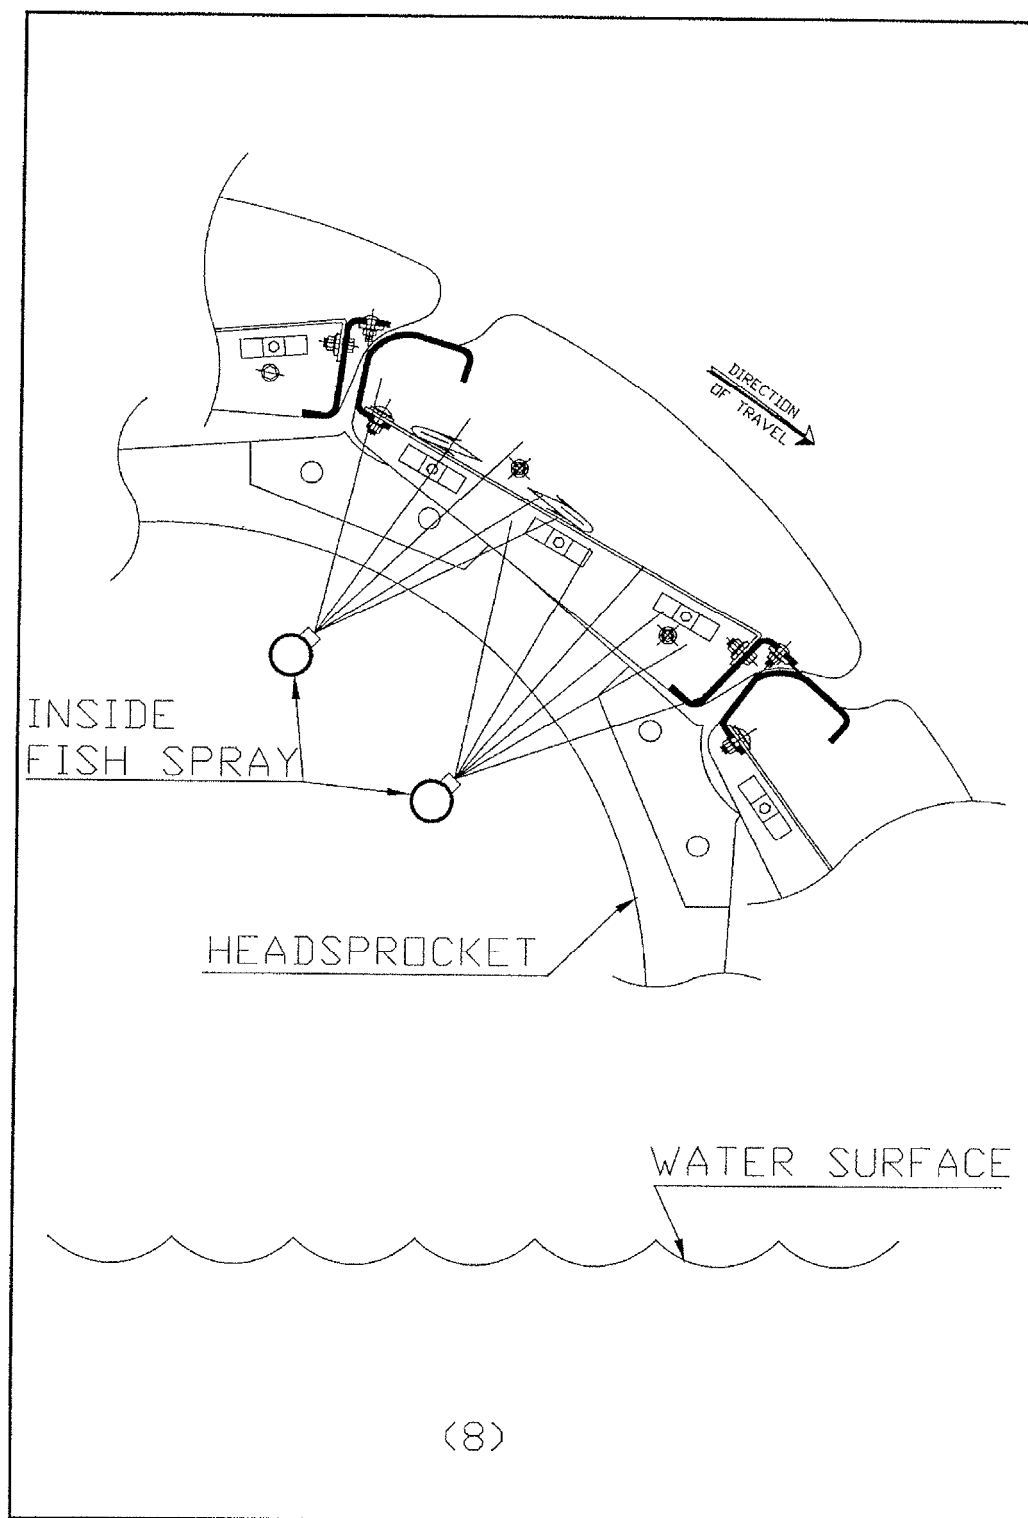 DIRECTION
OF TRAVEL
INSIDE
FISH SPRAY
HEADSPROCKET
WATER SURFACE
(8)